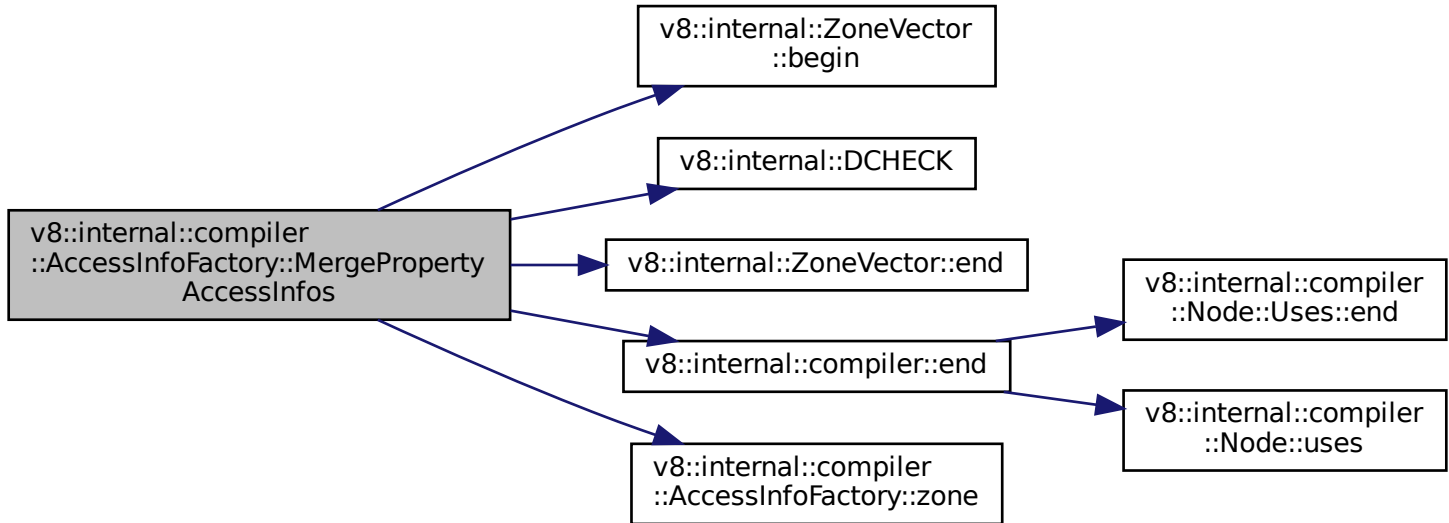 v8::internal::ZoneVector
::begin
v8::internal::DCHECK
v8::internal::compiler
::AccessInfoFactory::MergeProperty
AccessInfos
v8::internal::ZoneVector::end
v8::internal::compiler
::Node::Uses::end
v8::internal::compiler::end
v8::internal::compiler
::Node::uses
v8::internal::compiler
::AccessInfoFactory::zone